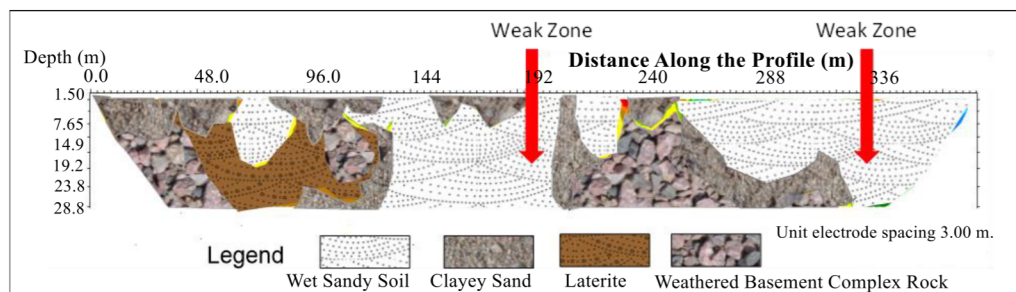 Weak Zone
Weak Zone
Depth (m)
Distance Along the Profile (m)
0.0 48.0 96.0 144 192 240 288 336
1.50
7.65
14.9
19.2
23.8
28.8
Unit electrode spacing 3.00 m.
Legend
Wet Sandy Soil Clayey Sand Laterite Weathered Basement Complex Rock